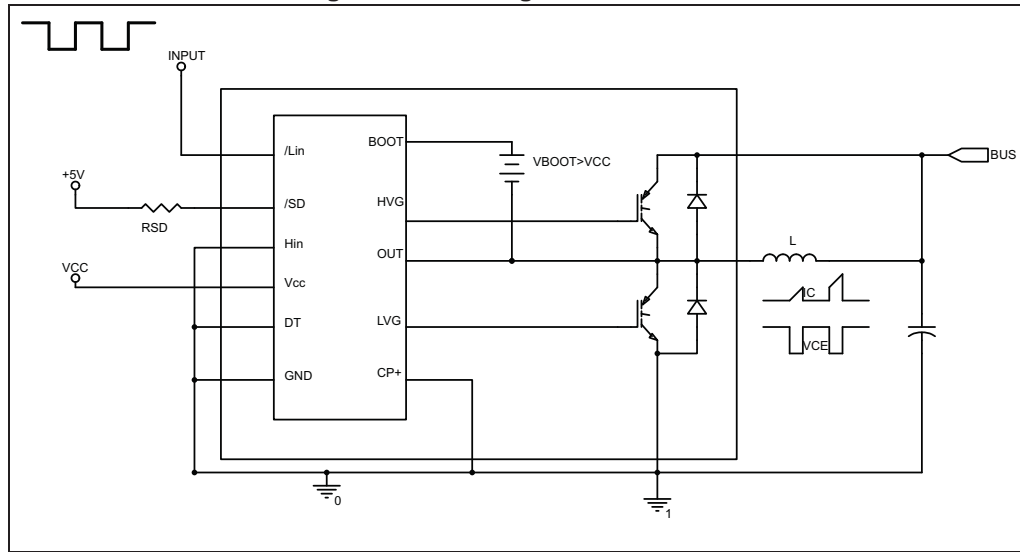 INPUT
/Lin
BOOT
VBOOT>VCC
BUS
+5V
/SD
RSD
HVG
Hin
OUT
L
VCC
Vcc
IC
DT
LVG
VCE
GND
CP+
0
1